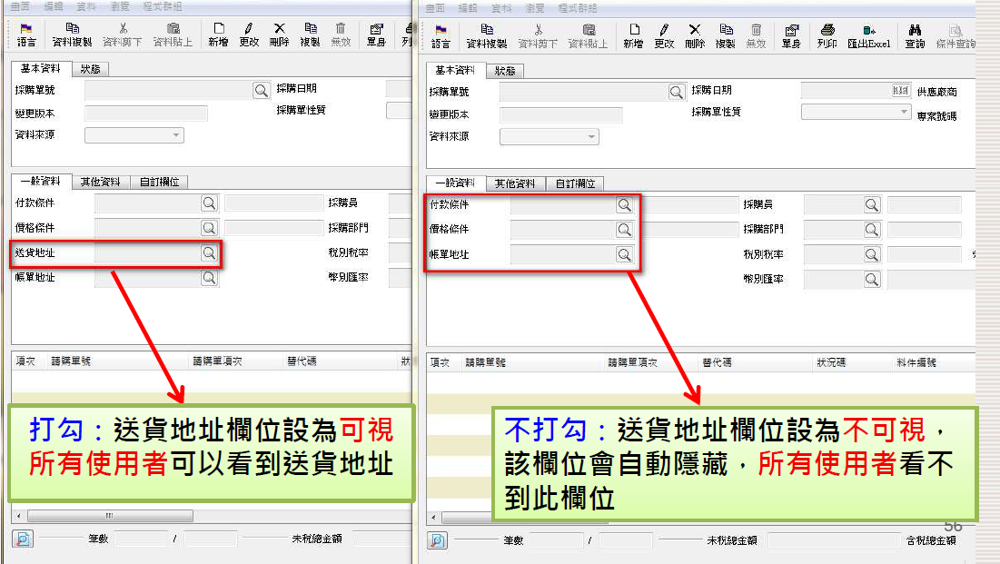 畫面 編輯 資料 瀏覽 程式群組
語言 資料複製 資料剪下 資料貼上 新增 更改 刪除 複製 無效 單身
基本資料 狀態
採購單號 採購日期
變更版本 採購單性質
資料來源
一般資料 其他資料 自訂欄位
付款條件 採購員
價格條件 採購部門
送貨地址 稅別稅率
帳單地址 幣別匯率
項次 請購單號 請購單項次 替代碼
打勾：送貨地址欄位設為可視
所有使用者可以看到送貨地址
筆數 / 未稅總金額
畫面 編輯 資料 瀏覽 程式群組
語言 資料複製 資料剪下 資料貼上 新增 更改 刪除 複製 無效 單身 列印 匯出Excel 查詢 條件查詢
基本資料 狀態
採購單號 採購日期 供應廠商
變更版本 採購單性質 專案號碼
資料來源
一般資料 其他資料 自訂欄位
付款條件 採購員
價格條件 採購部門
帳單地址 稅別稅率
幣別匯率
項次 請購單號 請購單項次 替代碼 狀況碼 料件編號
不打勾：送貨地址欄位設為不可視，
該欄位會自動隱藏，所有使用者看不
到此欄位
56
筆數 / 未稅總金額 含稅總金額